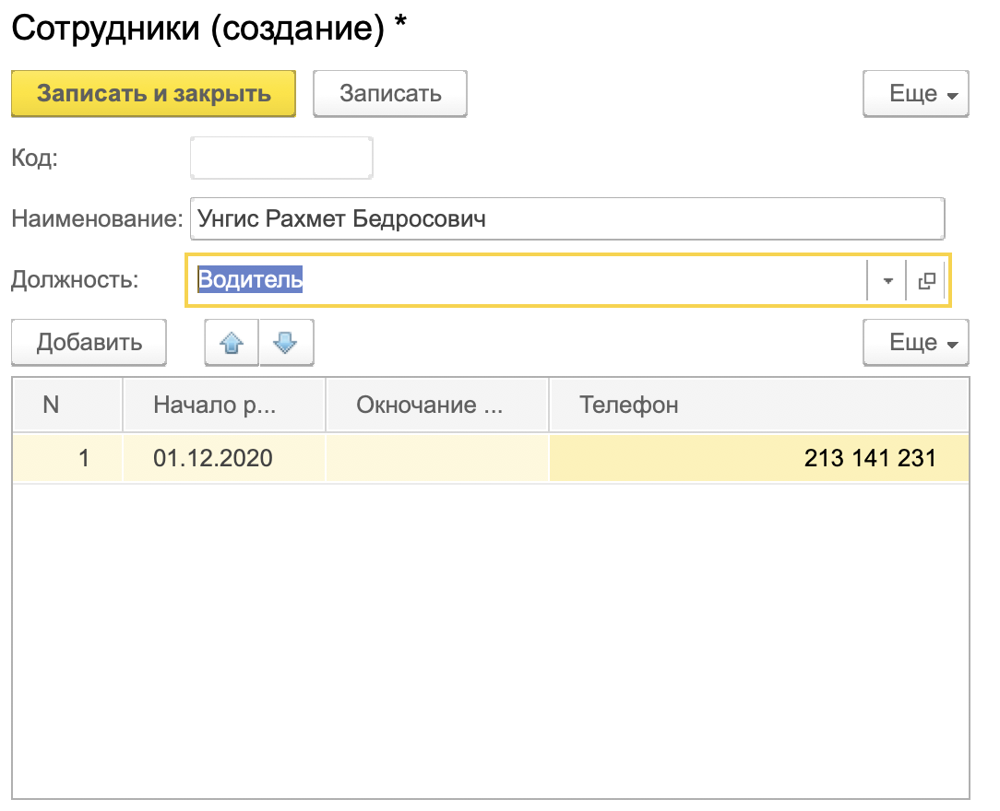 Сотрудники (создание) *
Записать и закрыть Записать Еще
Код:
Наименование: Унгис Рахмет Бедросович
Должность: Водитель
Добавить Еще
N Начало р... Окночание ... Телефон
1 01.12.2020 213 141 231